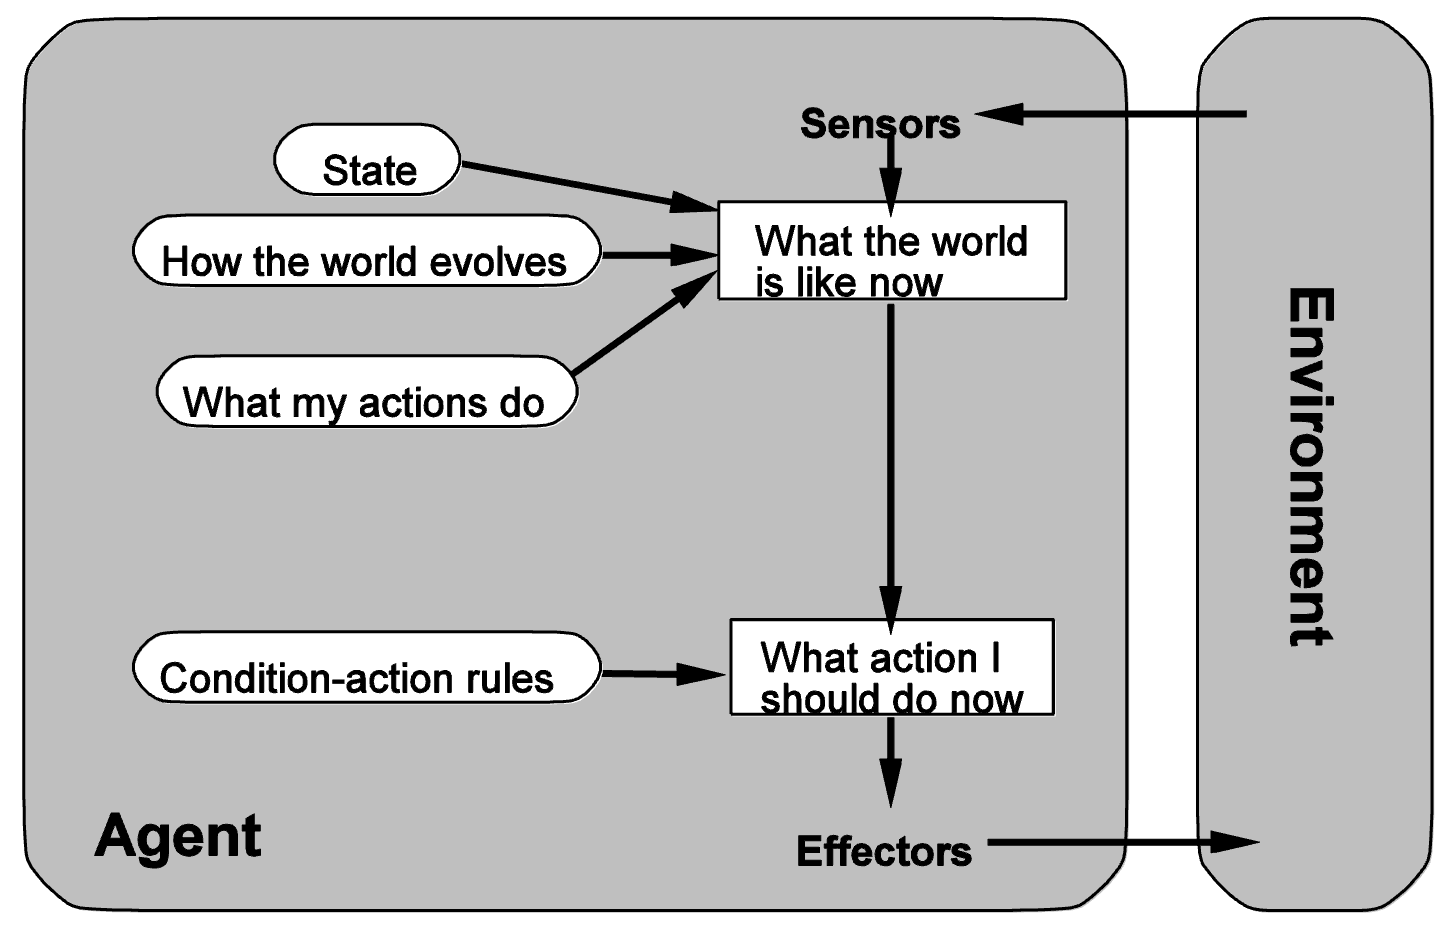 Sensors
State
What the world
is like now
How the world evolves
What my actions do
Environment
Condition-action rules
What action I
should do now
Agent
Effectors